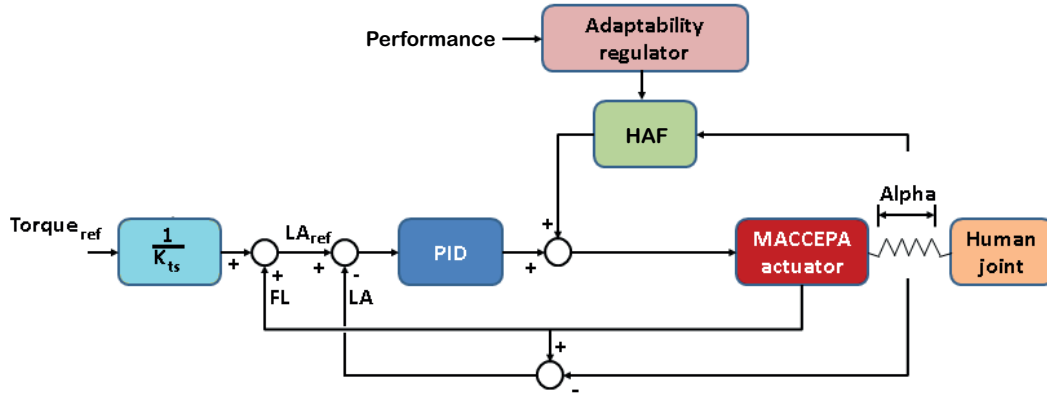 Performance
Adaptability
regulator
HAF
Alpha
Torque ref
1
K ts
+
+
FL
LA ref
+
-
LA
PID
+
+
MACCEPA
actuator
Human
joint
+
-